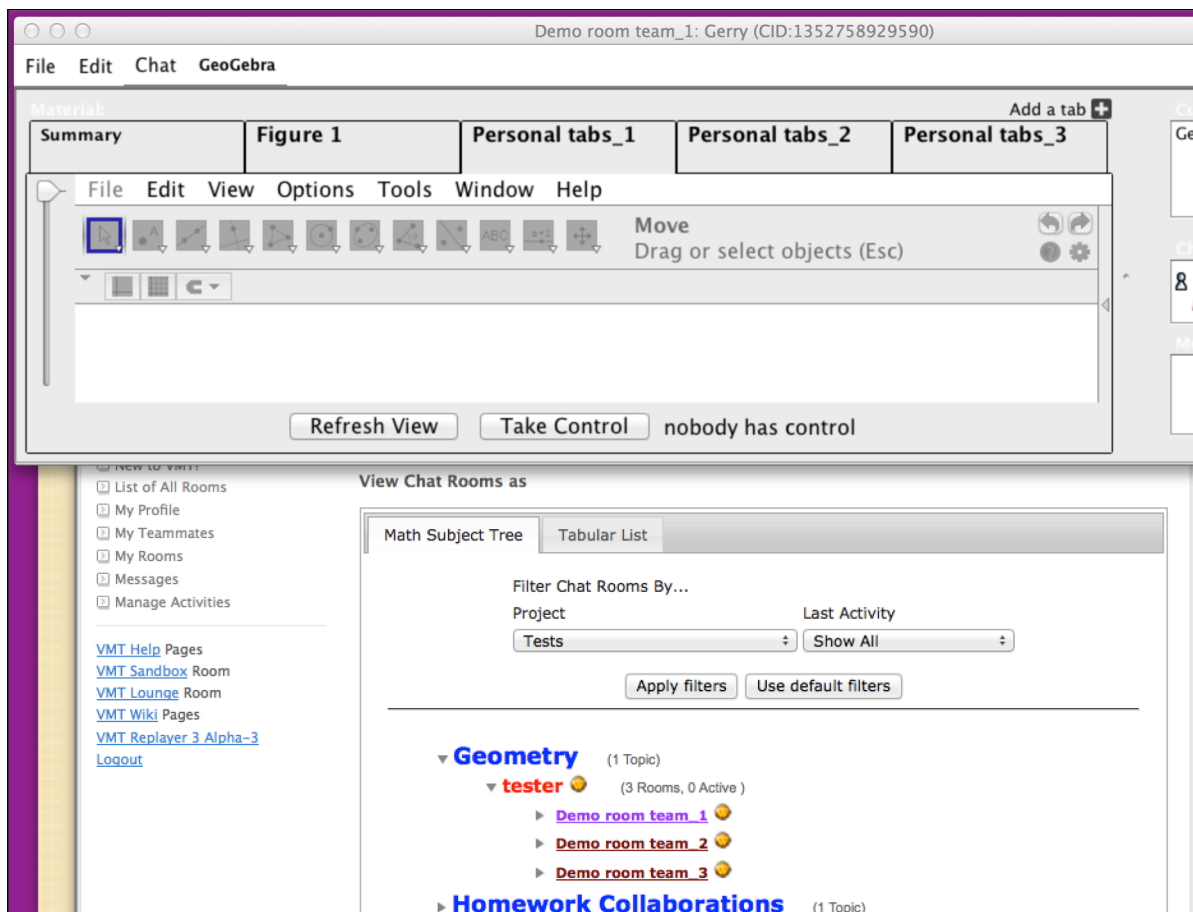 Demo room team_1: Gerry (CID:1352758929590)
File Edit Chat GeoGebra
Material:
Add a tab
Summary Figure 1 Personal tabs_1 Personal tabs_2 Personal tabs_3
File Edit View Options Tools Window Help
Move
Drag or select objects (Esc)
ABC
Refresh View Take Control nobody has control
New to VMT?
List of All Rooms
My Profile
My Teammates
My Rooms
Messages
Manage Activities
VMT Help Pages
VMT Sandbox Room
VMT Lounge Room
VMT Wiki Pages
VMT Replayer 3 Alpha-3
Logout
View Chat Rooms as
Math Subject Tree Tabular List
Filter Chat Rooms By...
Project Last Activity
Tests Show All
Apply filters Use default filters
Geometry (1 Topic)
tester (3 Rooms, 0 Active )
Demo room team_1
Demo room team_2
Demo room team_3
Homework Collaborations (1 Topic)